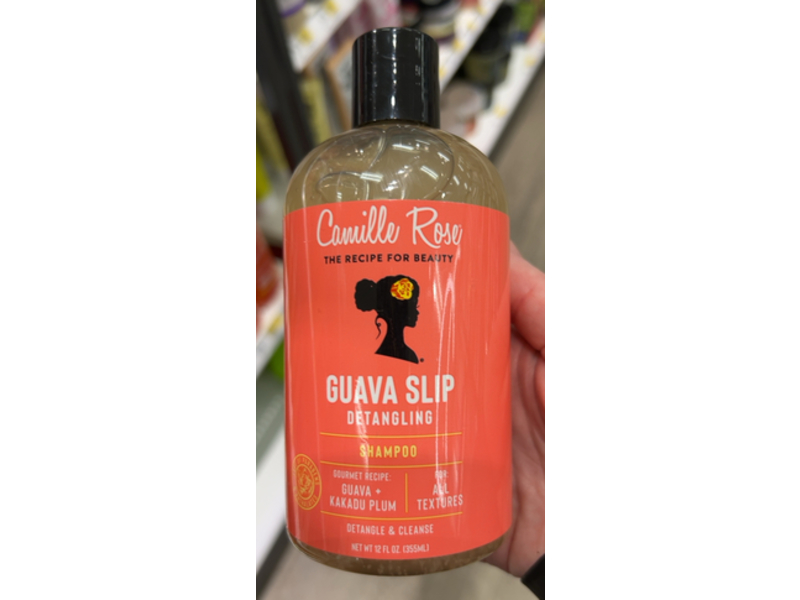 Camille Rose
THE RECIPE FOR BEAUTY
GUAVA SLIP
DETANGLING
SHAMPOO
GOURMET RECIPE:
GUAVA +
KAKADU PLUM
FOR
ALL
TEXTURES
DETANGLE & CLEANSE
NET WT 12 FL OZ. (355ML)